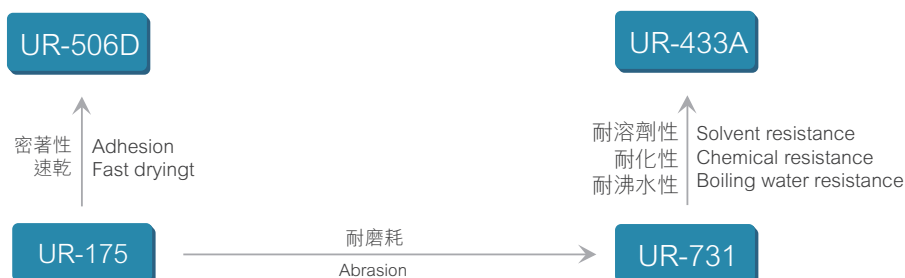 UR-506D
UR-433A
密著性
速乾
Adhesion
Fast dryingt
耐溶劑性
耐化性
耐沸水性
Solvent resistance
Chemical resistance
Boiling water resistance
UR-175
耐磨耗
Abrasion
UR-731